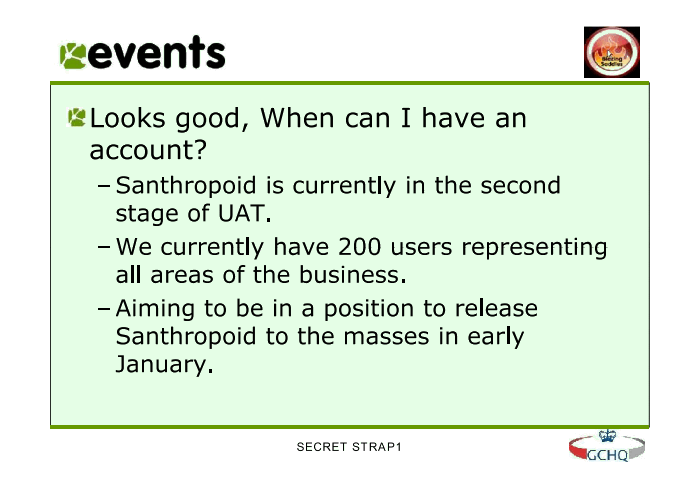 events
Blazing
Saddles
Looks good, When can I have an
account?
– Santhropoid is currently in the second
stage of UAT.
– We currently have 200 users representing
all areas of the business.
– Aiming to be in a position to release
Santhropoid to the masses in early
January.
SECRET STRAP1
GCHQ